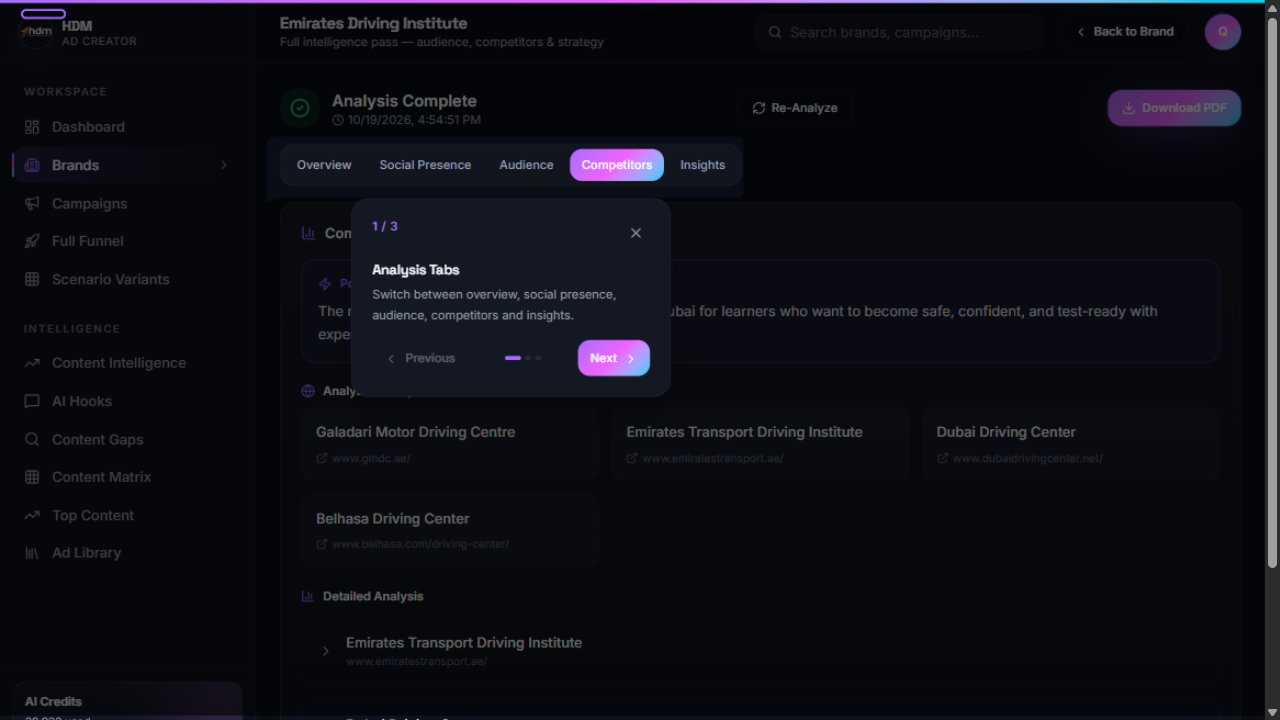 hdm
HDM
AD CREATOR
Emirates Driving Institute
Full intelligence pass — audience, competitors & strategy
Search brands, campaigns...
Back to Brand
Q
WORKSPACE
Dashboard
Brands
Campaigns
Full Funnel
Scenario Variants
INTELLIGENCE
Content Intelligence
AI Hooks
Content Gaps
Content Matrix
Top Content
Ad Library
AI Credits
Analysis Complete
10/19/2026, 4:54:51 PM
Re-Analyze
Download PDF
Overview
Social Presence
Audience
Competitors
Insights
1 / 3
Analysis Tabs
Switch between overview, social presence,
audience, competitors and insights.
Previous
Next
The
for learners who want to become safe, confident, and test-ready with
Galadari Motor Driving Centre
www.gmdc.ae/
Emirates Transport Driving Institute
www.emiratestransport.ae/
Dubai Driving Center
www.dubaidrivingcenter.net/
Belhasa Driving Center
www.belhasa.com/driving-center/
Detailed Analysis
Emirates Transport Driving Institute
www.emiratestransport.ae/